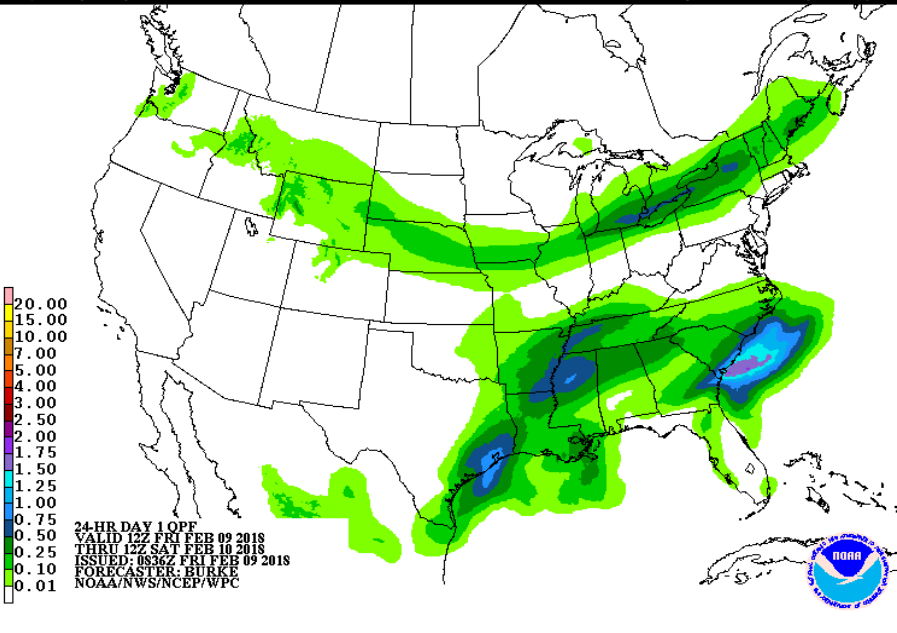 20.00
15.00
10.00
7.00
5.00
4.00
3.00
2.50
2.00
1.75
1.50
1.25
1.00
0.75
0.50
0.25
0.10
0.01
24-HR DAY 1 QPF
VALID 12Z FRI FEB 09 2018
THRU 12Z SAT FEB 10 2018
ISSUED: 0836Z FRI FEB 09 2018
FORECASTER: BURKE
NOAA/NWS/NCEP/WPC
NOAA